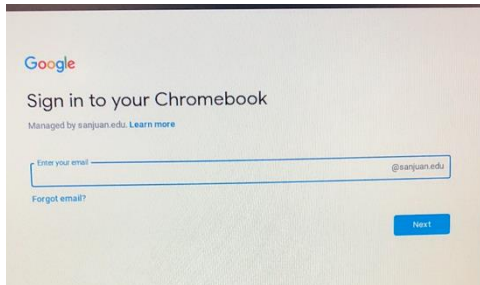 Google
Sign in to your Chromebook
Managed by sanjuan.edu. Learn more
Enter your email
@sanjuan.edu
Forgot email?
Next